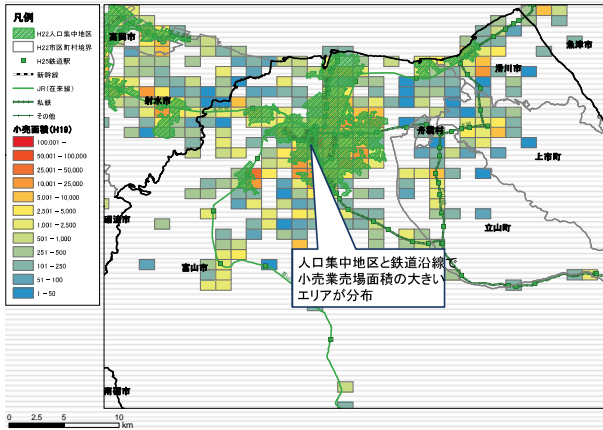 凡例
H22人口集中地区
H22市区町村境界
H25鉄道駅
新幹線
JR(在来線)
私鉄
その他
小売面積(H19)
100,001 -
50,001 - 100,000
25,001 - 50,000
10,001 - 25,000
5,001 - 10,000
2,501 - 5,000
1,001 - 2,500
501 - 1,000
251 - 500
101 - 250
51 - 100
1 - 50
高岡市
魚津市
滑川市
射水市
舟橋村
上市町
立山町
富山市
南砺市
人口集中地区と鉄道沿線で
小売業売場面積の大きい
エリアが分布
0 2.5 5 10
km